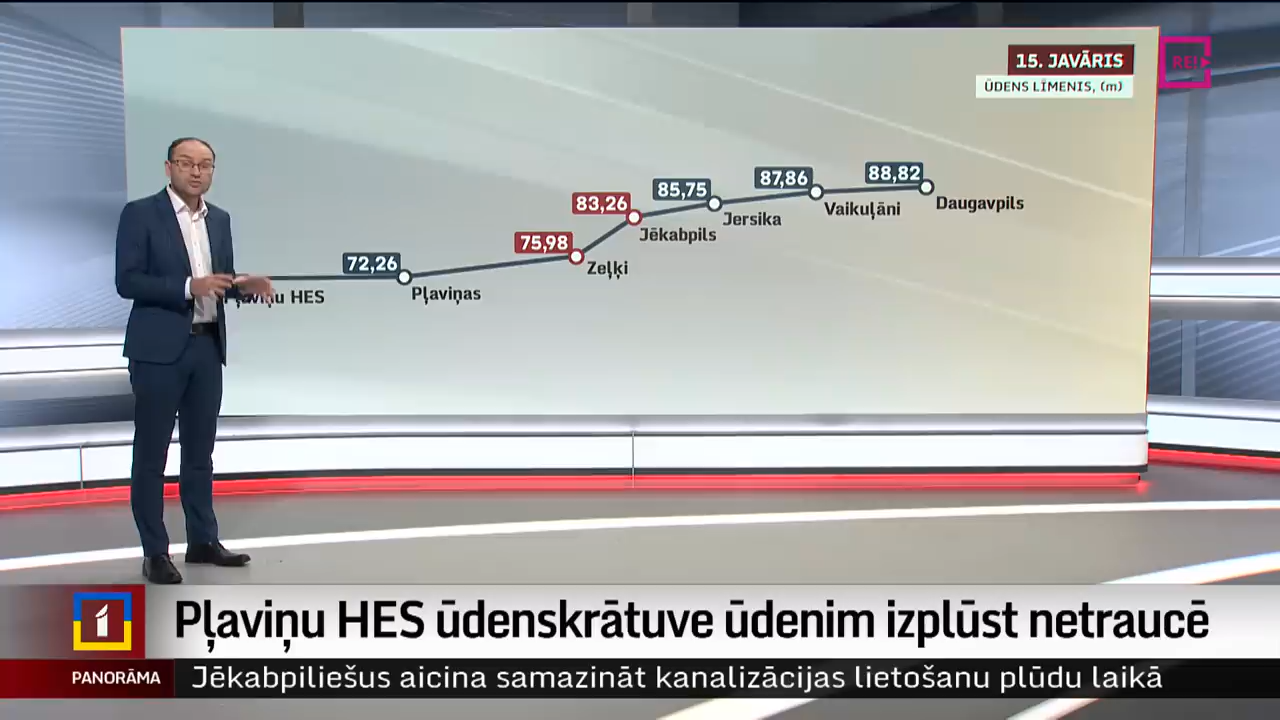 15. JAVĀRIS
RE!
ŪDENS LĪMENIS, (m)
88,82
87,86
85,75
83,26
Daugavpils
Vaikuļāni
Jersika
Jēkabpils
75,98
72,26
Zeļķi
Pļaviņas
Pļaviņu HES
1
Pļaviņu HES ūdenskrātuve ūdenim izplūst netraucē
PANORĀMA
Jēkabpiliešus aicina samazināt kanalizācijas lietošanu plūdu laikā